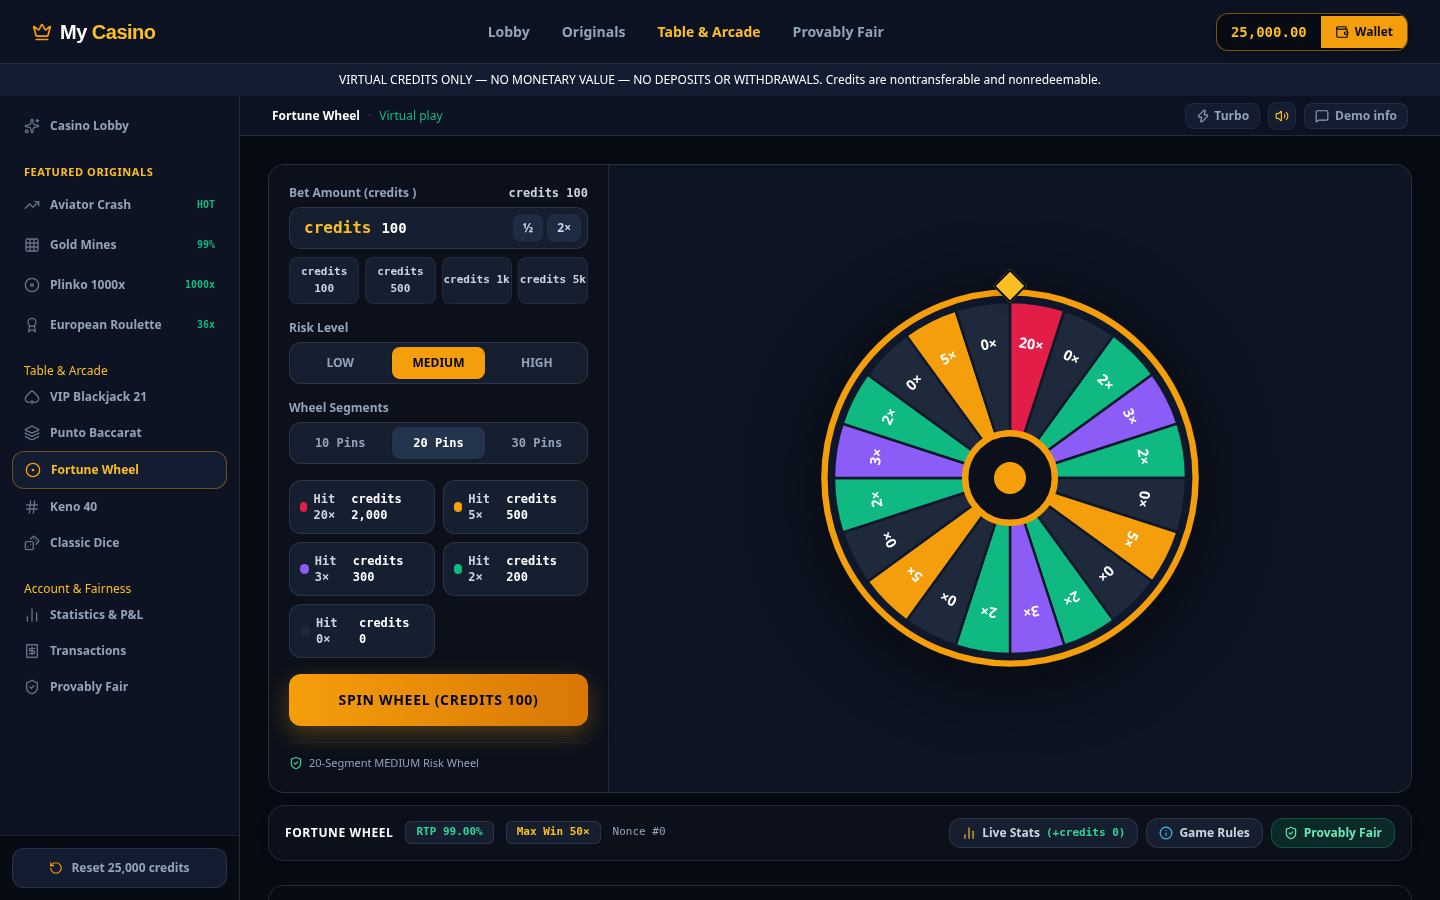 My Casino
Lobby
Originals
Table & Arcade
Provably Fair
25,000.00
Wallet
VIRTUAL CREDITS ONLY — NO MONETARY VALUE — NO DEPOSITS OR WITHDRAWALS. Credits are nontransferable and nonredeemable.
Casino Lobby
FEATURED ORIGINALS
Aviator Crash HOT
Gold Mines 99%
Plinko 1000x 1000x
European Roulette 36x
Table & Arcade
VIP Blackjack 21
Punto Baccarat
Fortune Wheel
Keno 40
Classic Dice
Account & Fairness
Statistics & P&L
Transactions
Provably Fair
Reset 25,000 credits
Fortune Wheel · Virtual play
Turbo
Demo info
Bet Amount (credits ) credits 100
credits 100 ½ 2×
credits 100
credits 500
credits 1k
credits 5k
Risk Level
LOW MEDIUM HIGH
Wheel Segments
10 Pins 20 Pins 30 Pins
Hit 20× credits 2,000
Hit 5× credits 500
Hit 3× credits 300
Hit 2× credits 200
Hit 0× credits 0
SPIN WHEEL (CREDITS 100)
20-Segment MEDIUM Risk Wheel
20×
0×
2×
3×
2×
0×
5×
0×
2×
3×
2×
0×
5×
0×
2×
3×
2×
0×
5×
0×
FORTUNE WHEEL RTP 99.00% Max Win 50× Nonce #0
Live Stats (+credits 0)
Game Rules
Provably Fair